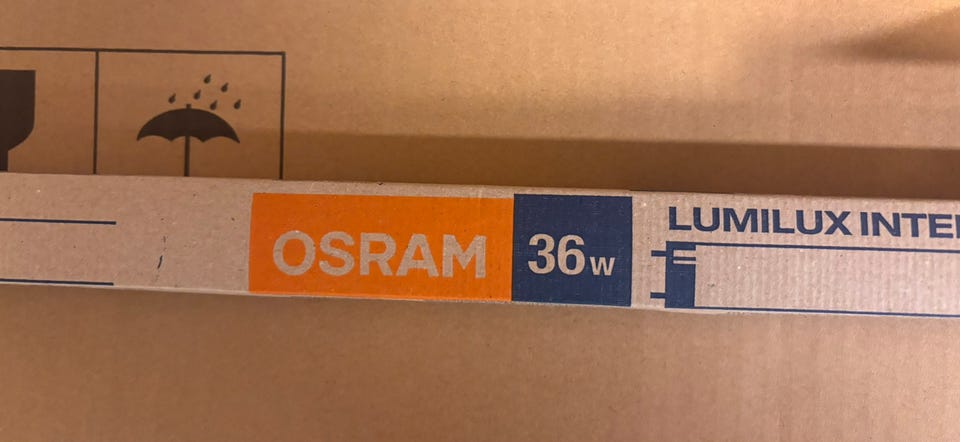 OSRAM 36W LUMILUX INTE